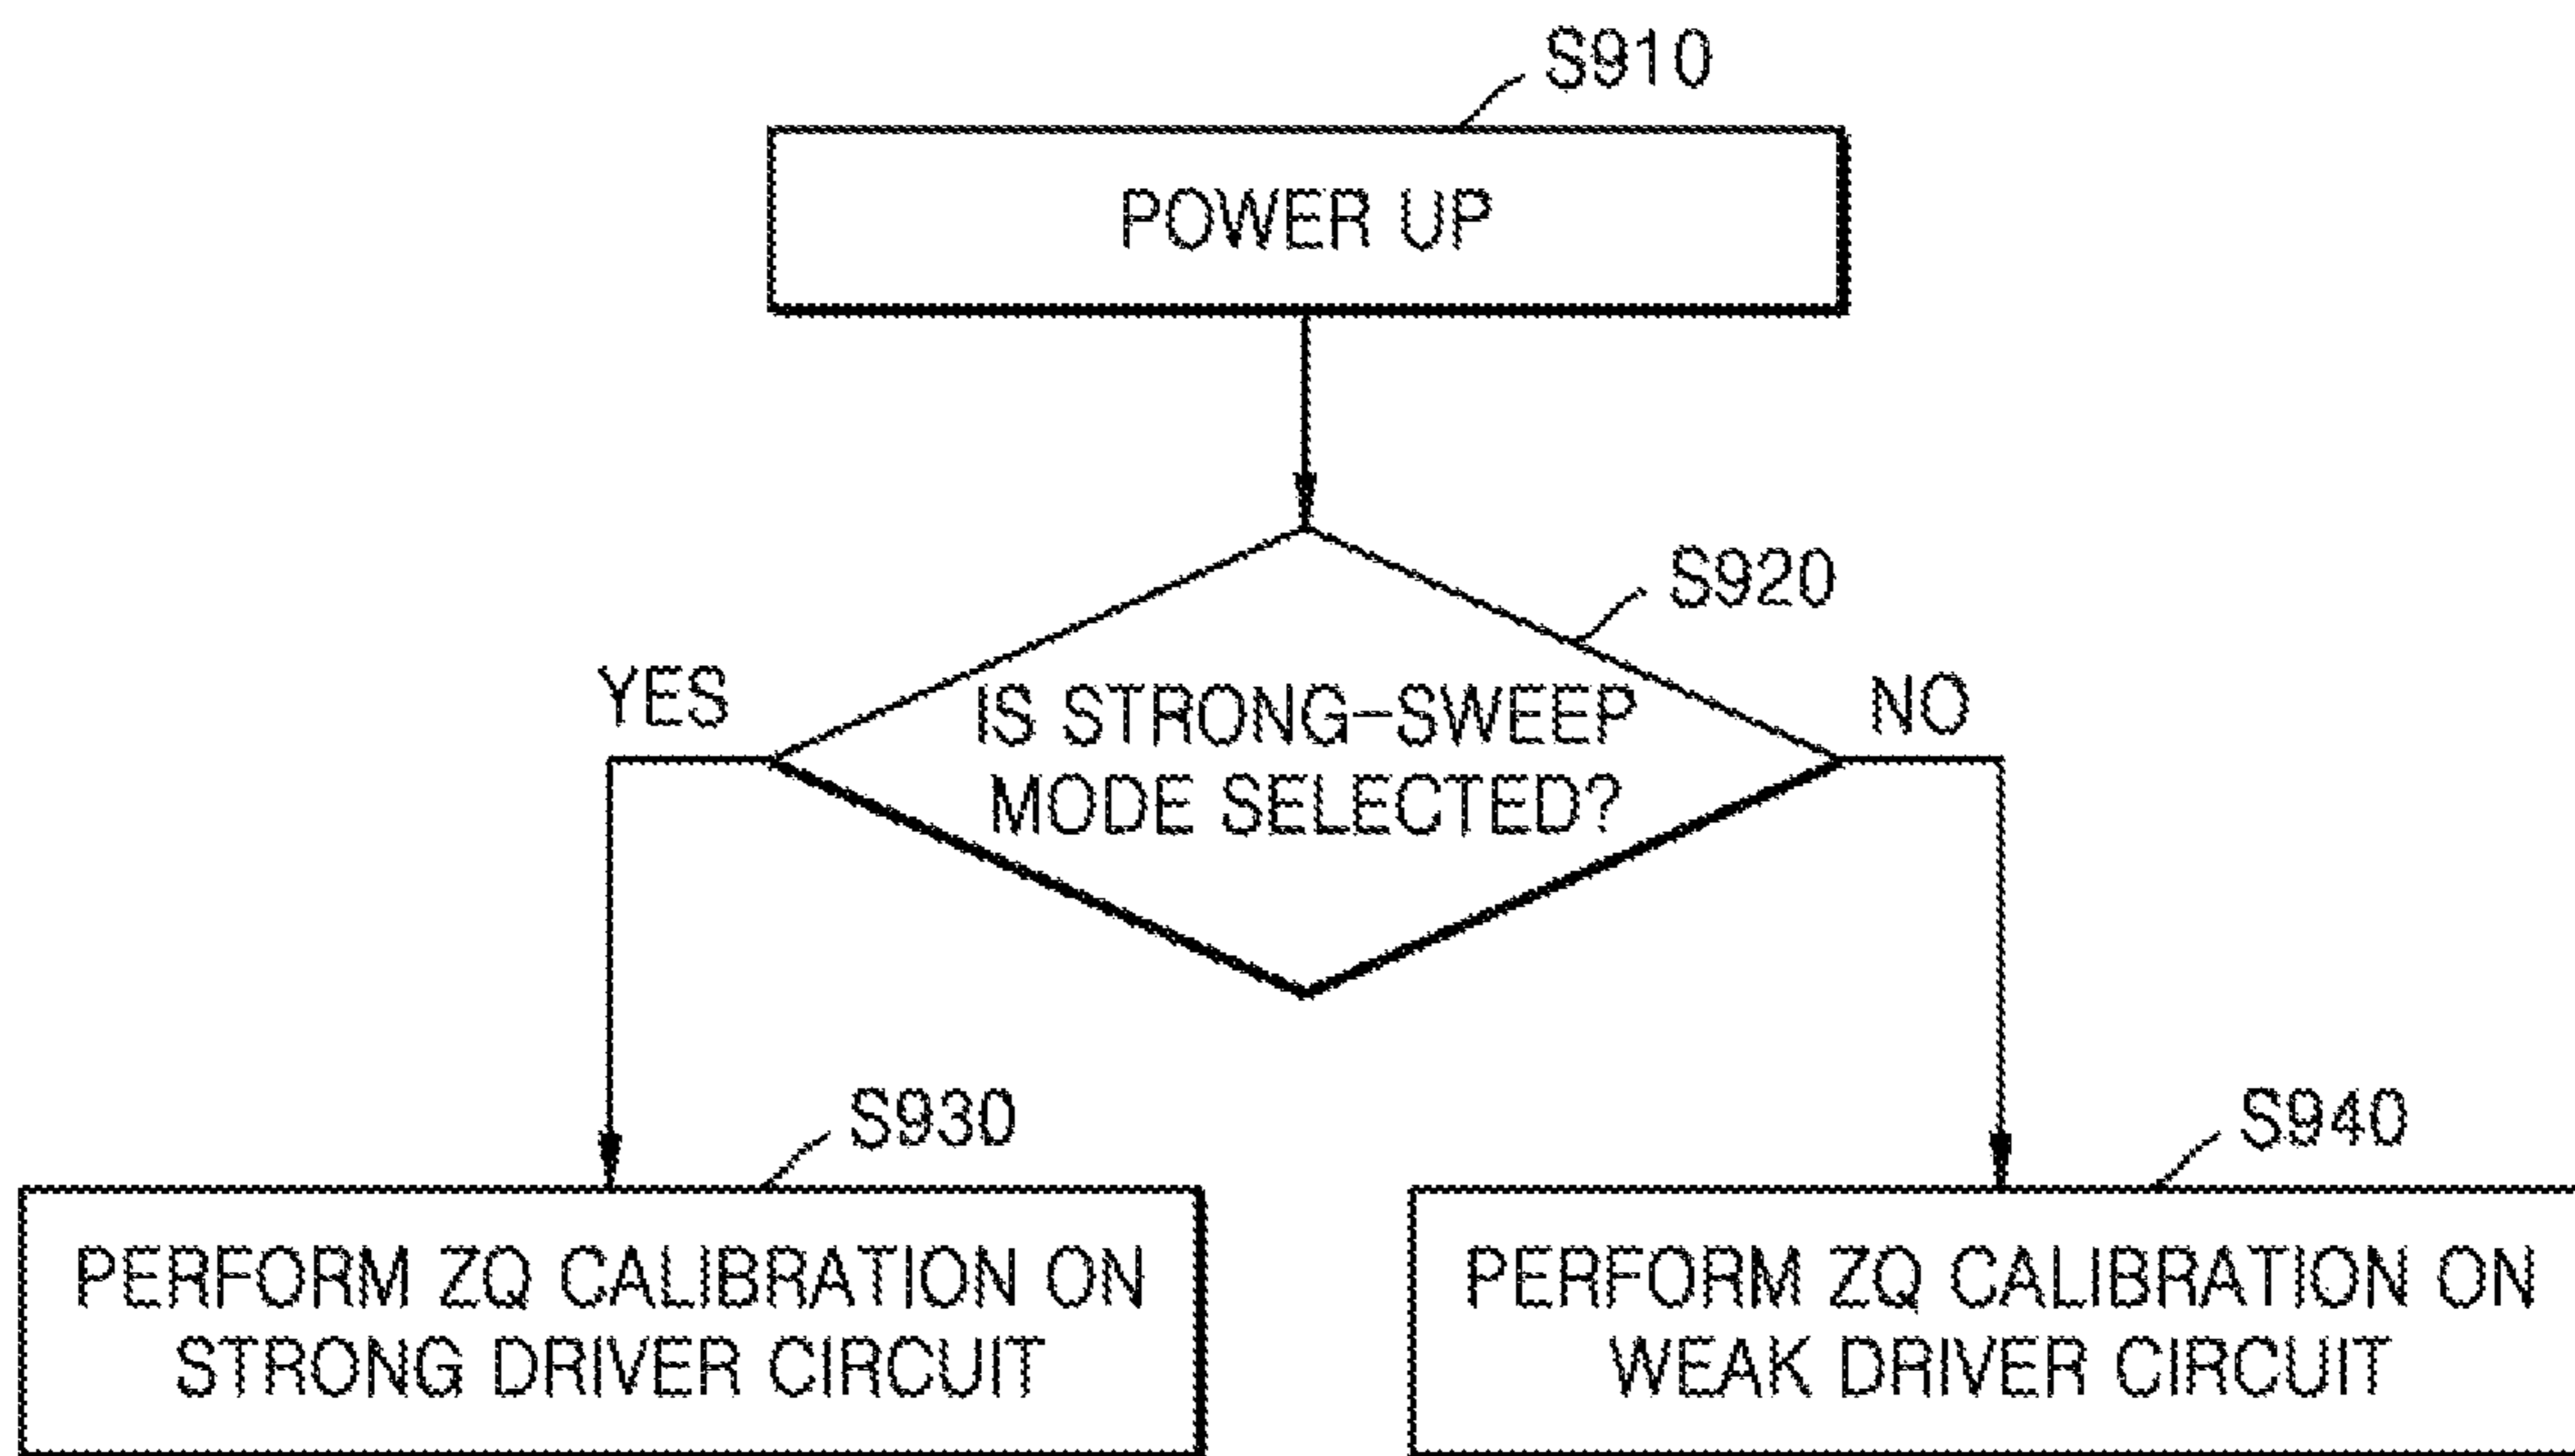 S910
POWER UP
S920
YES
NO
IS STRONG-SWEEP
MODE SELECTED?
S930
S940
PERFORM ZQ CALIBRATION ON
STRONG DRIVER CIRCUIT
PERFORM ZQ CALIBRATION ON
WEAK DRIVER CIRCUIT